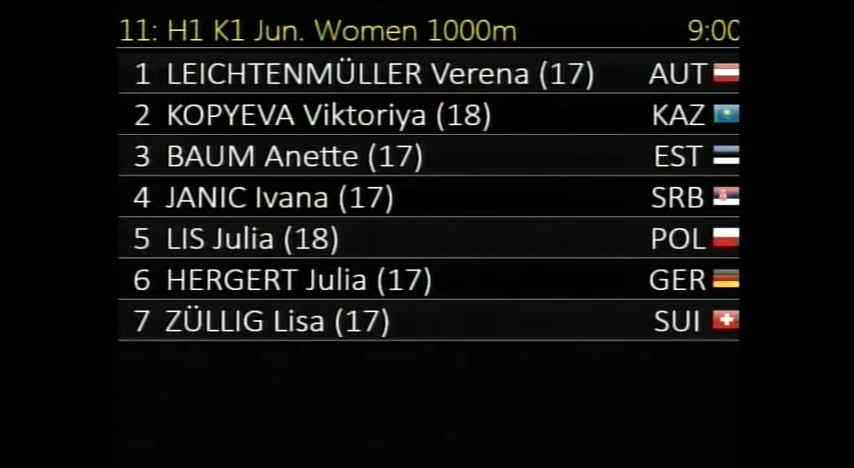 11: H1 K1 Jun. Women 1000m 9:00
1 LEICHTENMÜLLER Verena (17) AUT
2 KOPYEVA Viktoriya (18) KAZ
3 BAUM Anette (17) EST
4 JANIC Ivana (17) SRB
5 LIS Julia (18) POL
6 HERGERT Julia (17) GER
7 ZÜLLIG Lisa (17) SUI